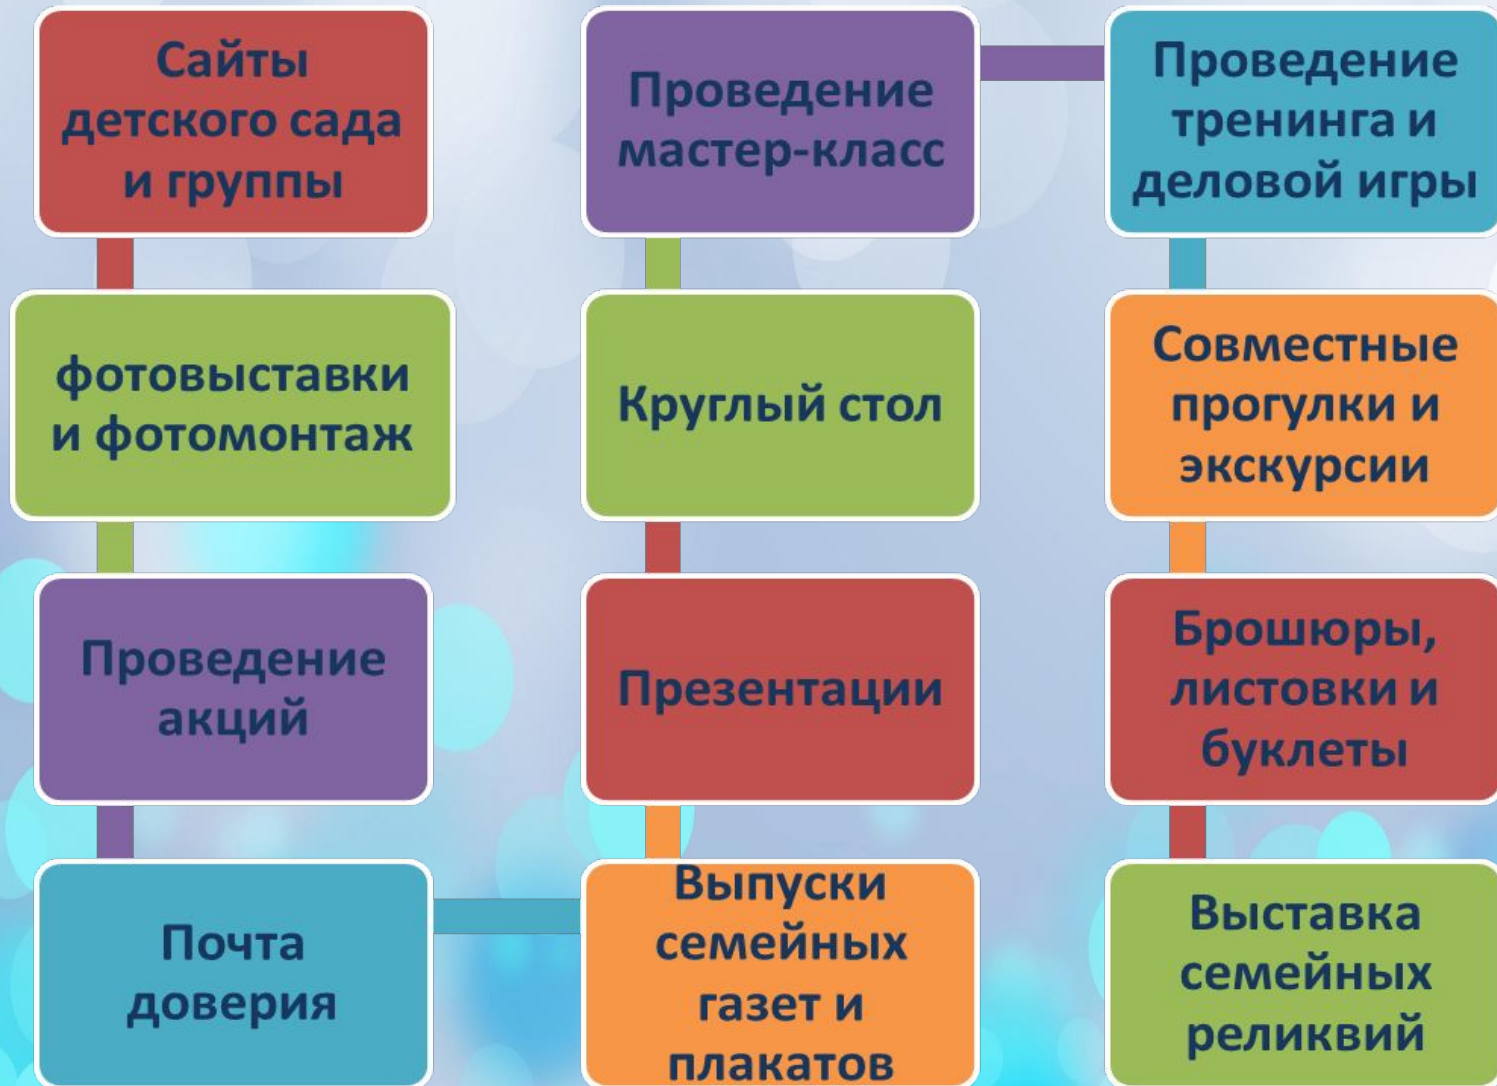 Сайты
детского сада
и группы
фотовыставки
и фотомонтаж
Проведение
акций
Почта
доверия
Выпуски
семейных
газет и
плакатов
Презентации
Круглый стол
Проведение
мастер-класс
Проведение
тренинга и
деловой игры
Совместные
прогулки и
экскурсии
Брошюры,
листовки и
буклеты
Выставка
семейных
реликвий